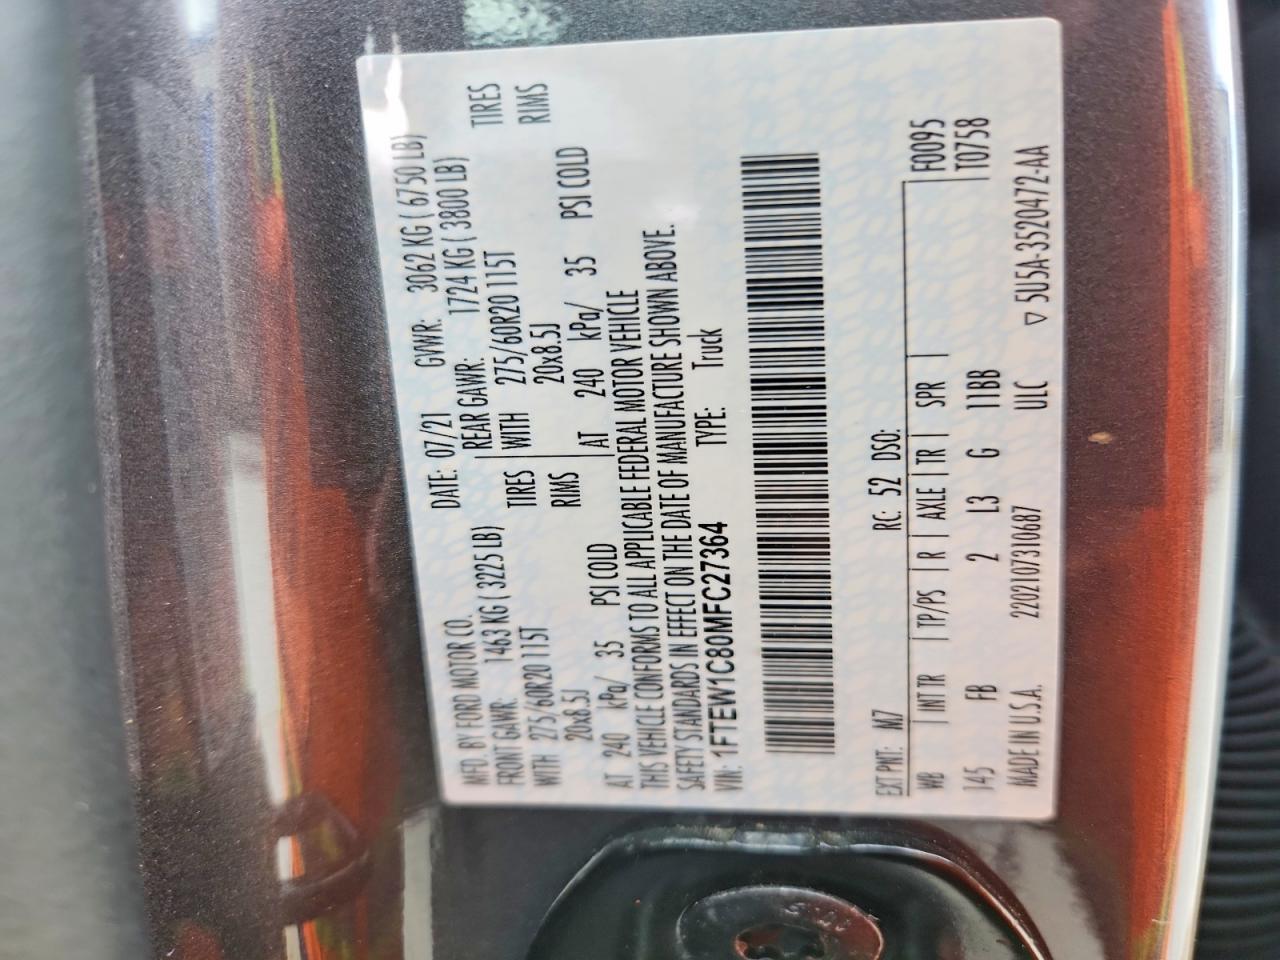 MFD. BY FORD MOTOR CO. DATE: 07/21 GVWR: 3062 KG ( 6750 LB)
FRONT GAWR: 1463 KG ( 3225 LB) REAR GAWR: 1724 KG ( 3800 LB)
WITH 275/60R20 115T TIRES WITH 275/60R20 115T TIRES
20x8.5J RIMS 20x8.5J RIMS
AT 240 kPa/ 35 PSI COLD AT 240 kPa/ 35 PSI COLD
THIS VEHICLE CONFORMS TO ALL APPLICABLE FEDERAL MOTOR VEHICLE
SAFETY STANDARDS IN EFFECT ON THE DATE OF MANUFACTURE SHOWN ABOVE.
VIN: 1FTEW1C80MFC27364 TYPE: Truck
EXT PNT: M7 RC: 52 DSO:
WB INT TR TP/PS R AXLE TR SPR F0095
145 FB 2 L3 G 11BB T0758
MADE IN U.S.A. 2202107310687 ULC ▽ 5U5A-3520472-AA